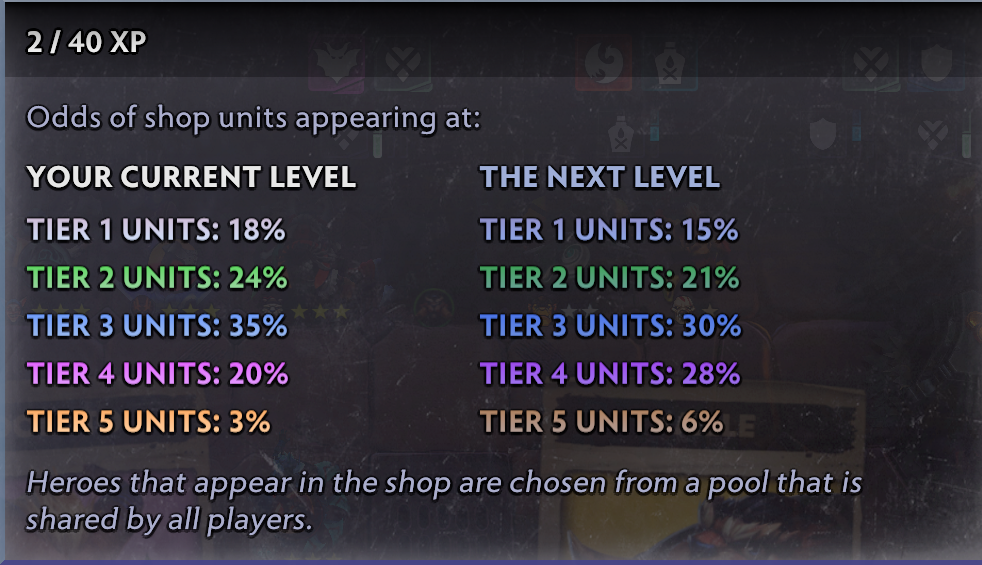 2 / 40 XP
Odds of shop units appearing at:
YOUR CURRENT LEVEL
THE NEXT LEVEL
TIER 1 UNITS: 18%
TIER 1 UNITS: 15%
TIER 2 UNITS: 24%
TIER 2 UNITS: 21%
TIER 3 UNITS: 35%
TIER 3 UNITS: 30%
TIER 4 UNITS: 20%
TIER 4 UNITS: 28%
TIER 5 UNITS: 3%
TIER 5 UNITS: 6%
Heroes that appear in the shop are chosen from a pool that is
shared by all players.